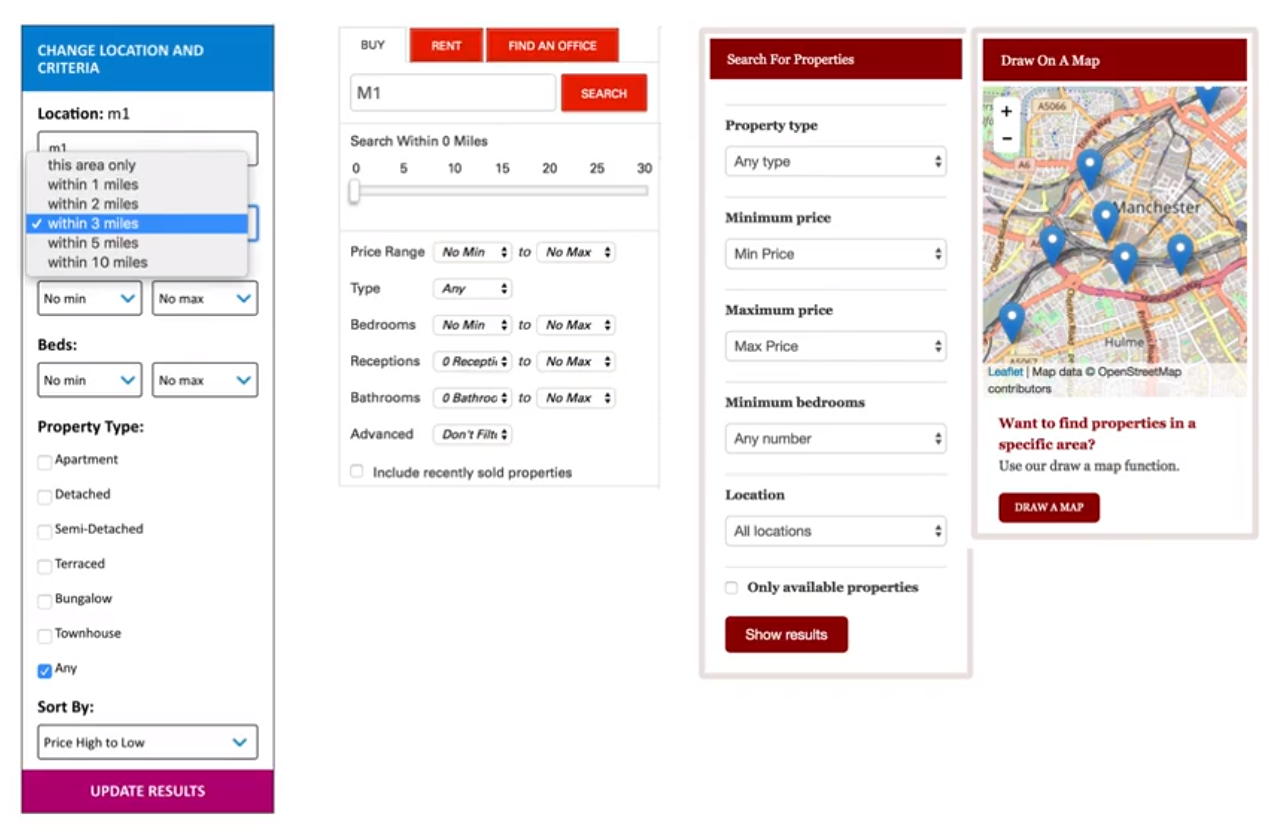 CHANGE LOCATION AND
CRITERIA
Location: m1
m1
this area only
within 1 miles
within 2 miles
✓ within 3 miles
within 5 miles
within 10 miles
No min
No max
Beds:
No min
No max
Property Type:
Apartment
Detached
Semi-Detached
Terraced
Bungalow
Townhouse
Any
Sort By:
Price High to Low
UPDATE RESULTS
BUY
RENT
FIND AN OFFICE
M1
SEARCH
Search Within 0 Miles
0 5 10 15 20 25 30
Price Range No Min to No Max
Type Any
Bedrooms No Min to No Max
Receptions 0 Recepti to No Max
Bathrooms 0 Bathroo to No Max
Advanced Don't Filt
Include recently sold properties
Search For Properties
Property type
Any type
Minimum price
Min Price
Maximum price
Max Price
Minimum bedrooms
Any number
Location
All locations
Only available properties
Show results
Draw On A Map
+
−
A5066
A6
Manchester
Hulme
A5067
Leaflet | Map data © OpenStreetMap
contributors
Want to find properties in a
specific area?
Use our draw a map function.
DRAW A MAP